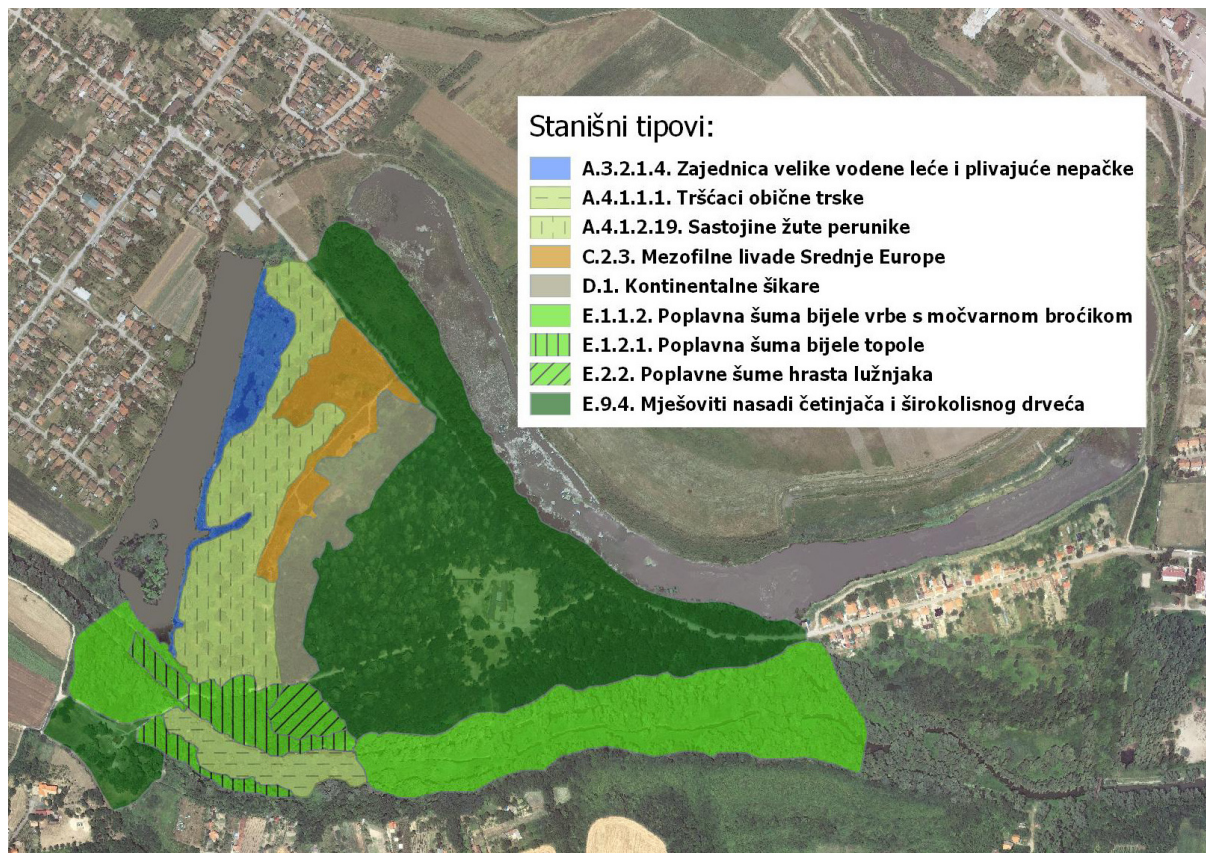 Stanišni tipovi:
A.3.2.1.4. Zajednica velike vodene leće i plivajuće nepačke
A.4.1.1.1. Tršćaci obične trske
A.4.1.2.19. Sastojine žute perunike
C.2.3. Mezofilne livade Srednje Europe
D.1. Kontinentalne šikare
E.1.1.2. Poplavna šuma bijele vrbe s močvarnom broćikom
E.1.2.1. Poplavna šuma bijele topole
E.2.2. Poplavne šume hrasta lužnjaka
E.9.4. Mješoviti nasadi četinjača i širokolisnog drveća